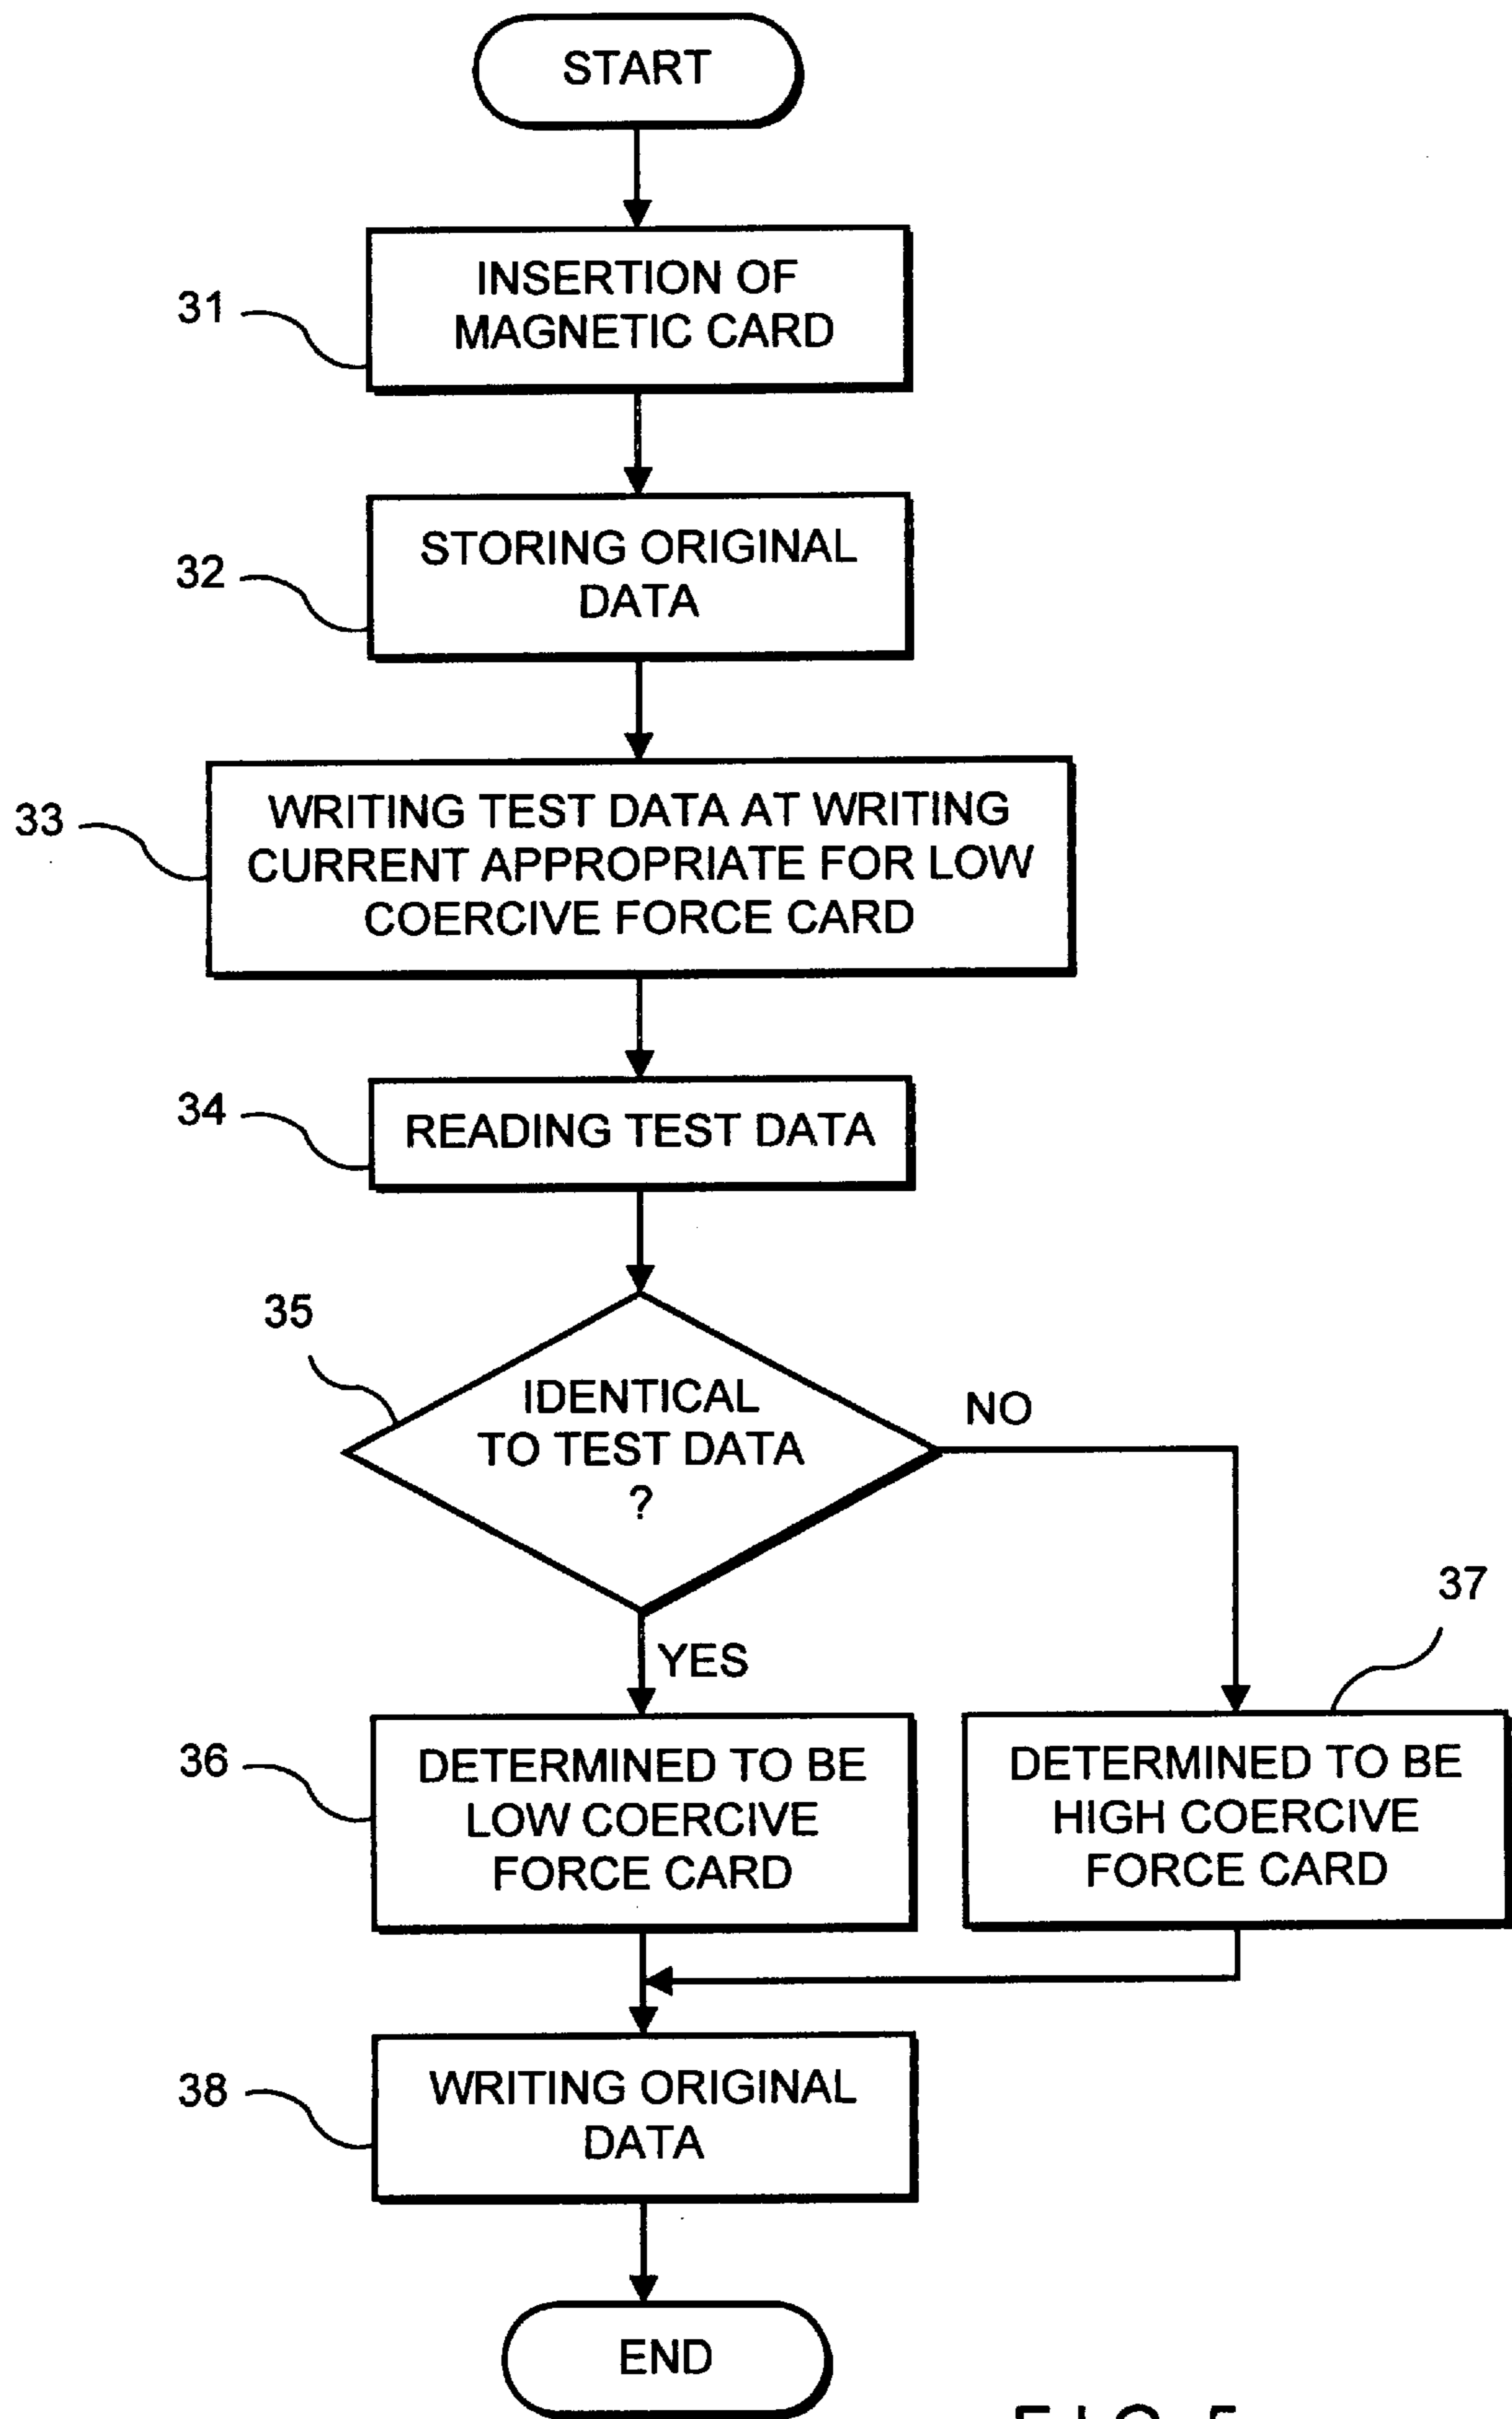 START
31
INSERTION OF
MAGNETIC CARD
32
STORING ORIGINAL
DATA
33
WRITING TEST DATA AT WRITING
CURRENT APPROPRIATE FOR LOW
COERCIVE FORCE CARD
34
READING TEST DATA
35
IDENTICAL
TO TEST DATA
?
NO
YES
37
36
DETERMINED TO BE
LOW COERCIVE
FORCE CARD
DETERMINED TO BE
HIGH COERCIVE
FORCE CARD
38
WRITING ORIGINAL
DATA
END
FIG. 5